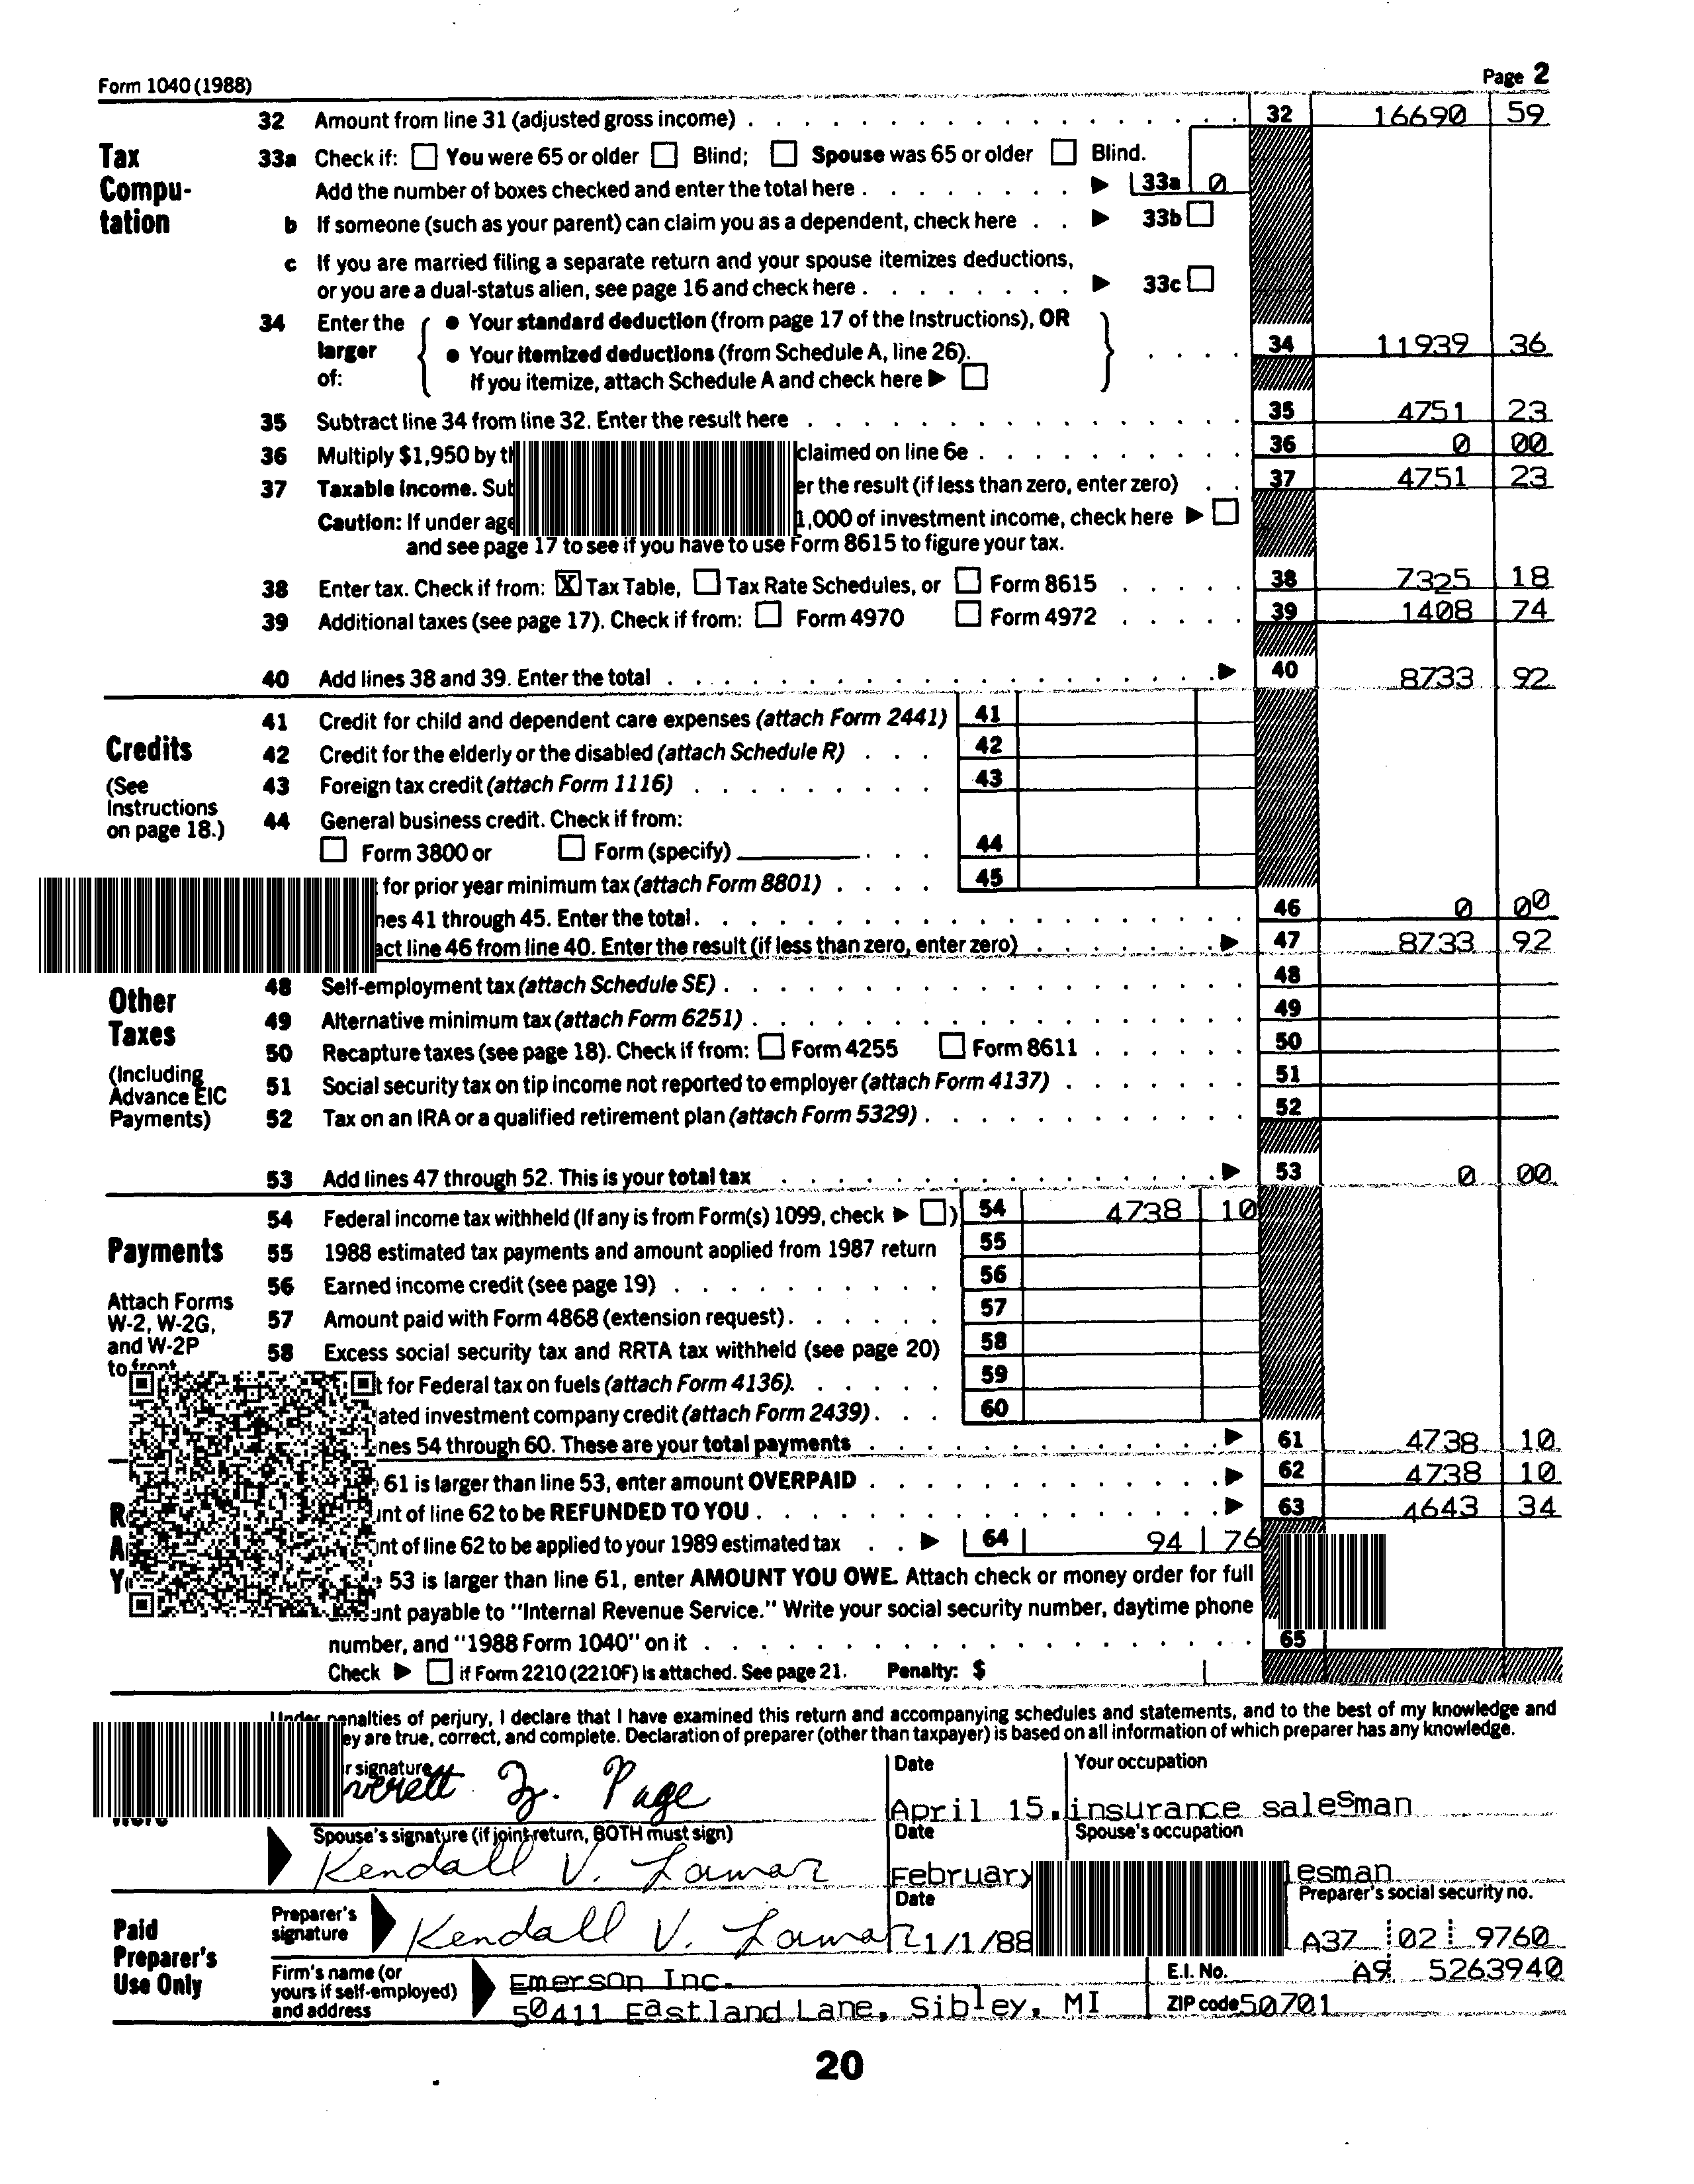 Form 1040 (1988) Page 2
32 Amount from line 31 (adjusted gross income) 32 16690 59
Tax Compu- tation
33a Check if: You were 65 or older Blind; Spouse was 65 or older Blind.
Add the number of boxes checked and enter the total here 33a 0
b If someone (such as your parent) can claim you as a dependent, check here 33b
c If you are married filing a separate return and your spouse itemizes deductions,
or you are a dual-status alien, see page 16 and check here 33c
34 Enter the larger of:
• Your standard deduction (from page 17 of the Instructions), OR
• Your itemized deductions (from Schedule A, line 26). 34 11939 36
If you itemize, attach Schedule A and check here
35 Subtract line 34 from line 32. Enter the result here 35 4751 23
36 Multiply $1,950 by claimed on line 6e 36 0 00
37 Taxable income. the result (if less than zero, enter zero) 37 4751 23
Caution: If under age 1,000 of investment income, check here
and see page 17 to see if you have to use Form 8615 to figure your tax.
38 Enter tax. Check if from: X Tax Table, Tax Rate Schedules, or Form 8615 38 7325 18
39 Additional taxes (see page 17). Check if from: Form 4970 Form 4972 39 1408 74
40 Add lines 38 and 39. Enter the total 40 8733 92
41 Credit for child and dependent care expenses (attach Form 2441) 41
Credits
42 Credit for the elderly or the disabled (attach Schedule R) 42
(See Instructions on page 18.)
43 Foreign tax credit (attach Form 1116) 43
44 General business credit. Check if from:
Form 3800 or Form (specify) 44
for prior year minimum tax (attach Form 8801) 45
41 through 45. Enter the total. 46 0 00
line 46 from line 40. Enter the result (if less than zero, enter zero) 47 8733 92
Other Taxes
48 Self-employment tax (attach Schedule SE) 48
49 Alternative minimum tax (attach Form 6251) 49
50 Recapture taxes (see page 18). Check if from: Form 4255 Form 8611 50
(Including Advance EIC Payments)
51 Social security tax on tip income not reported to employer (attach Form 4137) 51
52 Tax on an IRA or a qualified retirement plan (attach Form 5329) 52
53 Add lines 47 through 52. This is your total tax 53 0 00
54 Federal income tax withheld (If any is from Form(s) 1099, check ) 54 4738 10
Payments
55 1988 estimated tax payments and amount applied from 1987 return 55
56 Earned income credit (see page 19) 56
Attach Forms W-2, W-2G, and W-2P to front
57 Amount paid with Form 4868 (extension request) 57
58 Excess social security tax and RRTA tax withheld (see page 20) 58
for Federal tax on fuels (attach Form 4136). 59
investment company credit (attach Form 2439) 60
54 through 60. These are your total payments 61 4738 10
61 is larger than line 53, enter amount OVERPAID 62 4738 10
of line 62 to be REFUNDED TO YOU 63 4643 34
of line 62 to be applied to your 1989 estimated tax 64 94 76
53 is larger than line 61, enter AMOUNT YOU OWE. Attach check or money order for full
payable to "Internal Revenue Service." Write your social security number, daytime phone
number, and "1988 Form 1040" on it 65
Check if Form 2210 (2210F) is attached. See page 21. Penalty: $
Under penalties of perjury, I declare that I have examined this return and accompanying schedules and statements, and to the best of my knowledge and
are true, correct, and complete. Declaration of preparer (other than taxpayer) is based on all information of which preparer has any knowledge.
signature Date Your occupation
Z. Page April 15, insurance salesman
Spouse's signature (if joint return, BOTH must sign) Date Spouse's occupation
Kendall V. Lamar February
Paid Preparer's Use Only
Preparer's signature Date Preparer's social security no.
Kendall V. Lamar 1/1/88 A37 02 9760
Firm's name (or yours if self-employed) and address
Emerson Inc. E.I. No. A9 5263940
50411 Eastland Lane, Sibley, MI ZIP code 50701
20